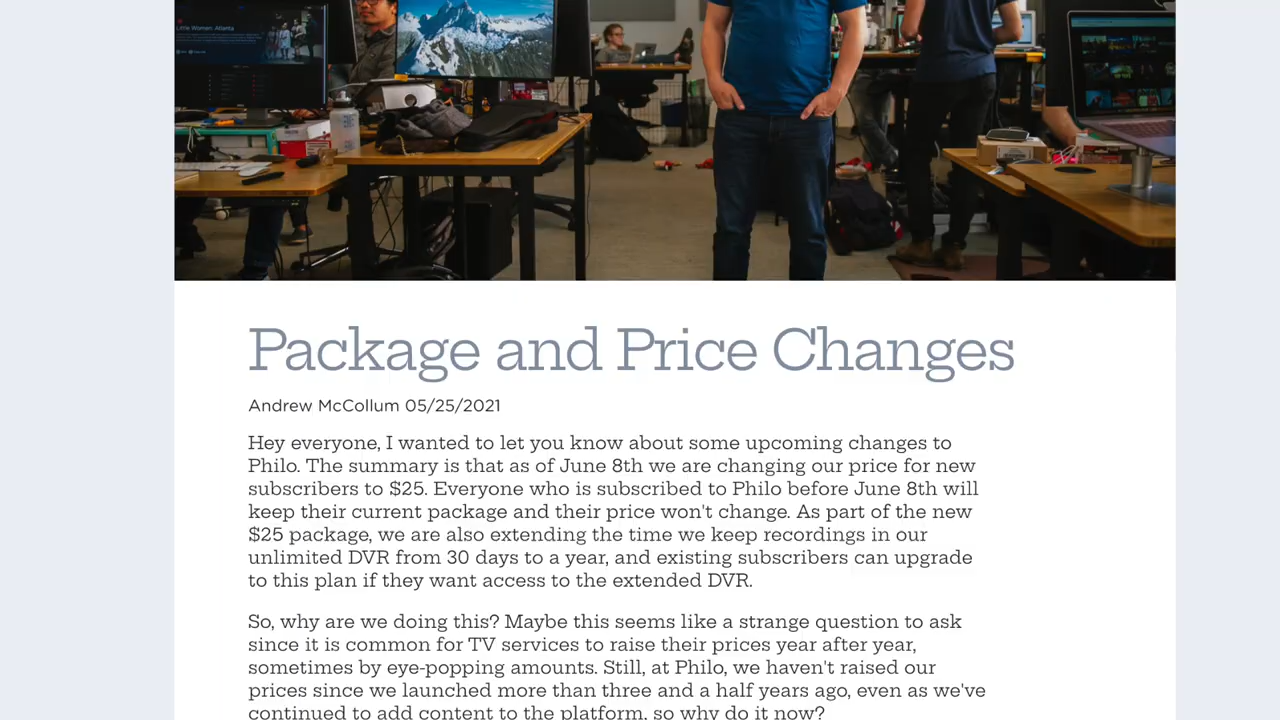 Little Women: Atlanta
Package and Price Changes
Andrew McCollum 05/25/2021
Hey everyone, I wanted to let you know about some upcoming changes to
Philo. The summary is that as of June 8th we are changing our price for new
subscribers to $25. Everyone who is subscribed to Philo before June 8th will
keep their current package and their price won't change. As part of the new
$25 package, we are also extending the time we keep recordings in our
unlimited DVR from 30 days to a year, and existing subscribers can upgrade
to this plan if they want access to the extended DVR.
So, why are we doing this? Maybe this seems like a strange question to ask
since it is common for TV services to raise their prices year after year,
sometimes by eye-popping amounts. Still, at Philo, we haven't raised our
prices since we launched more than three and a half years ago, even as we've
continued to add content to the platform, so why do it now?